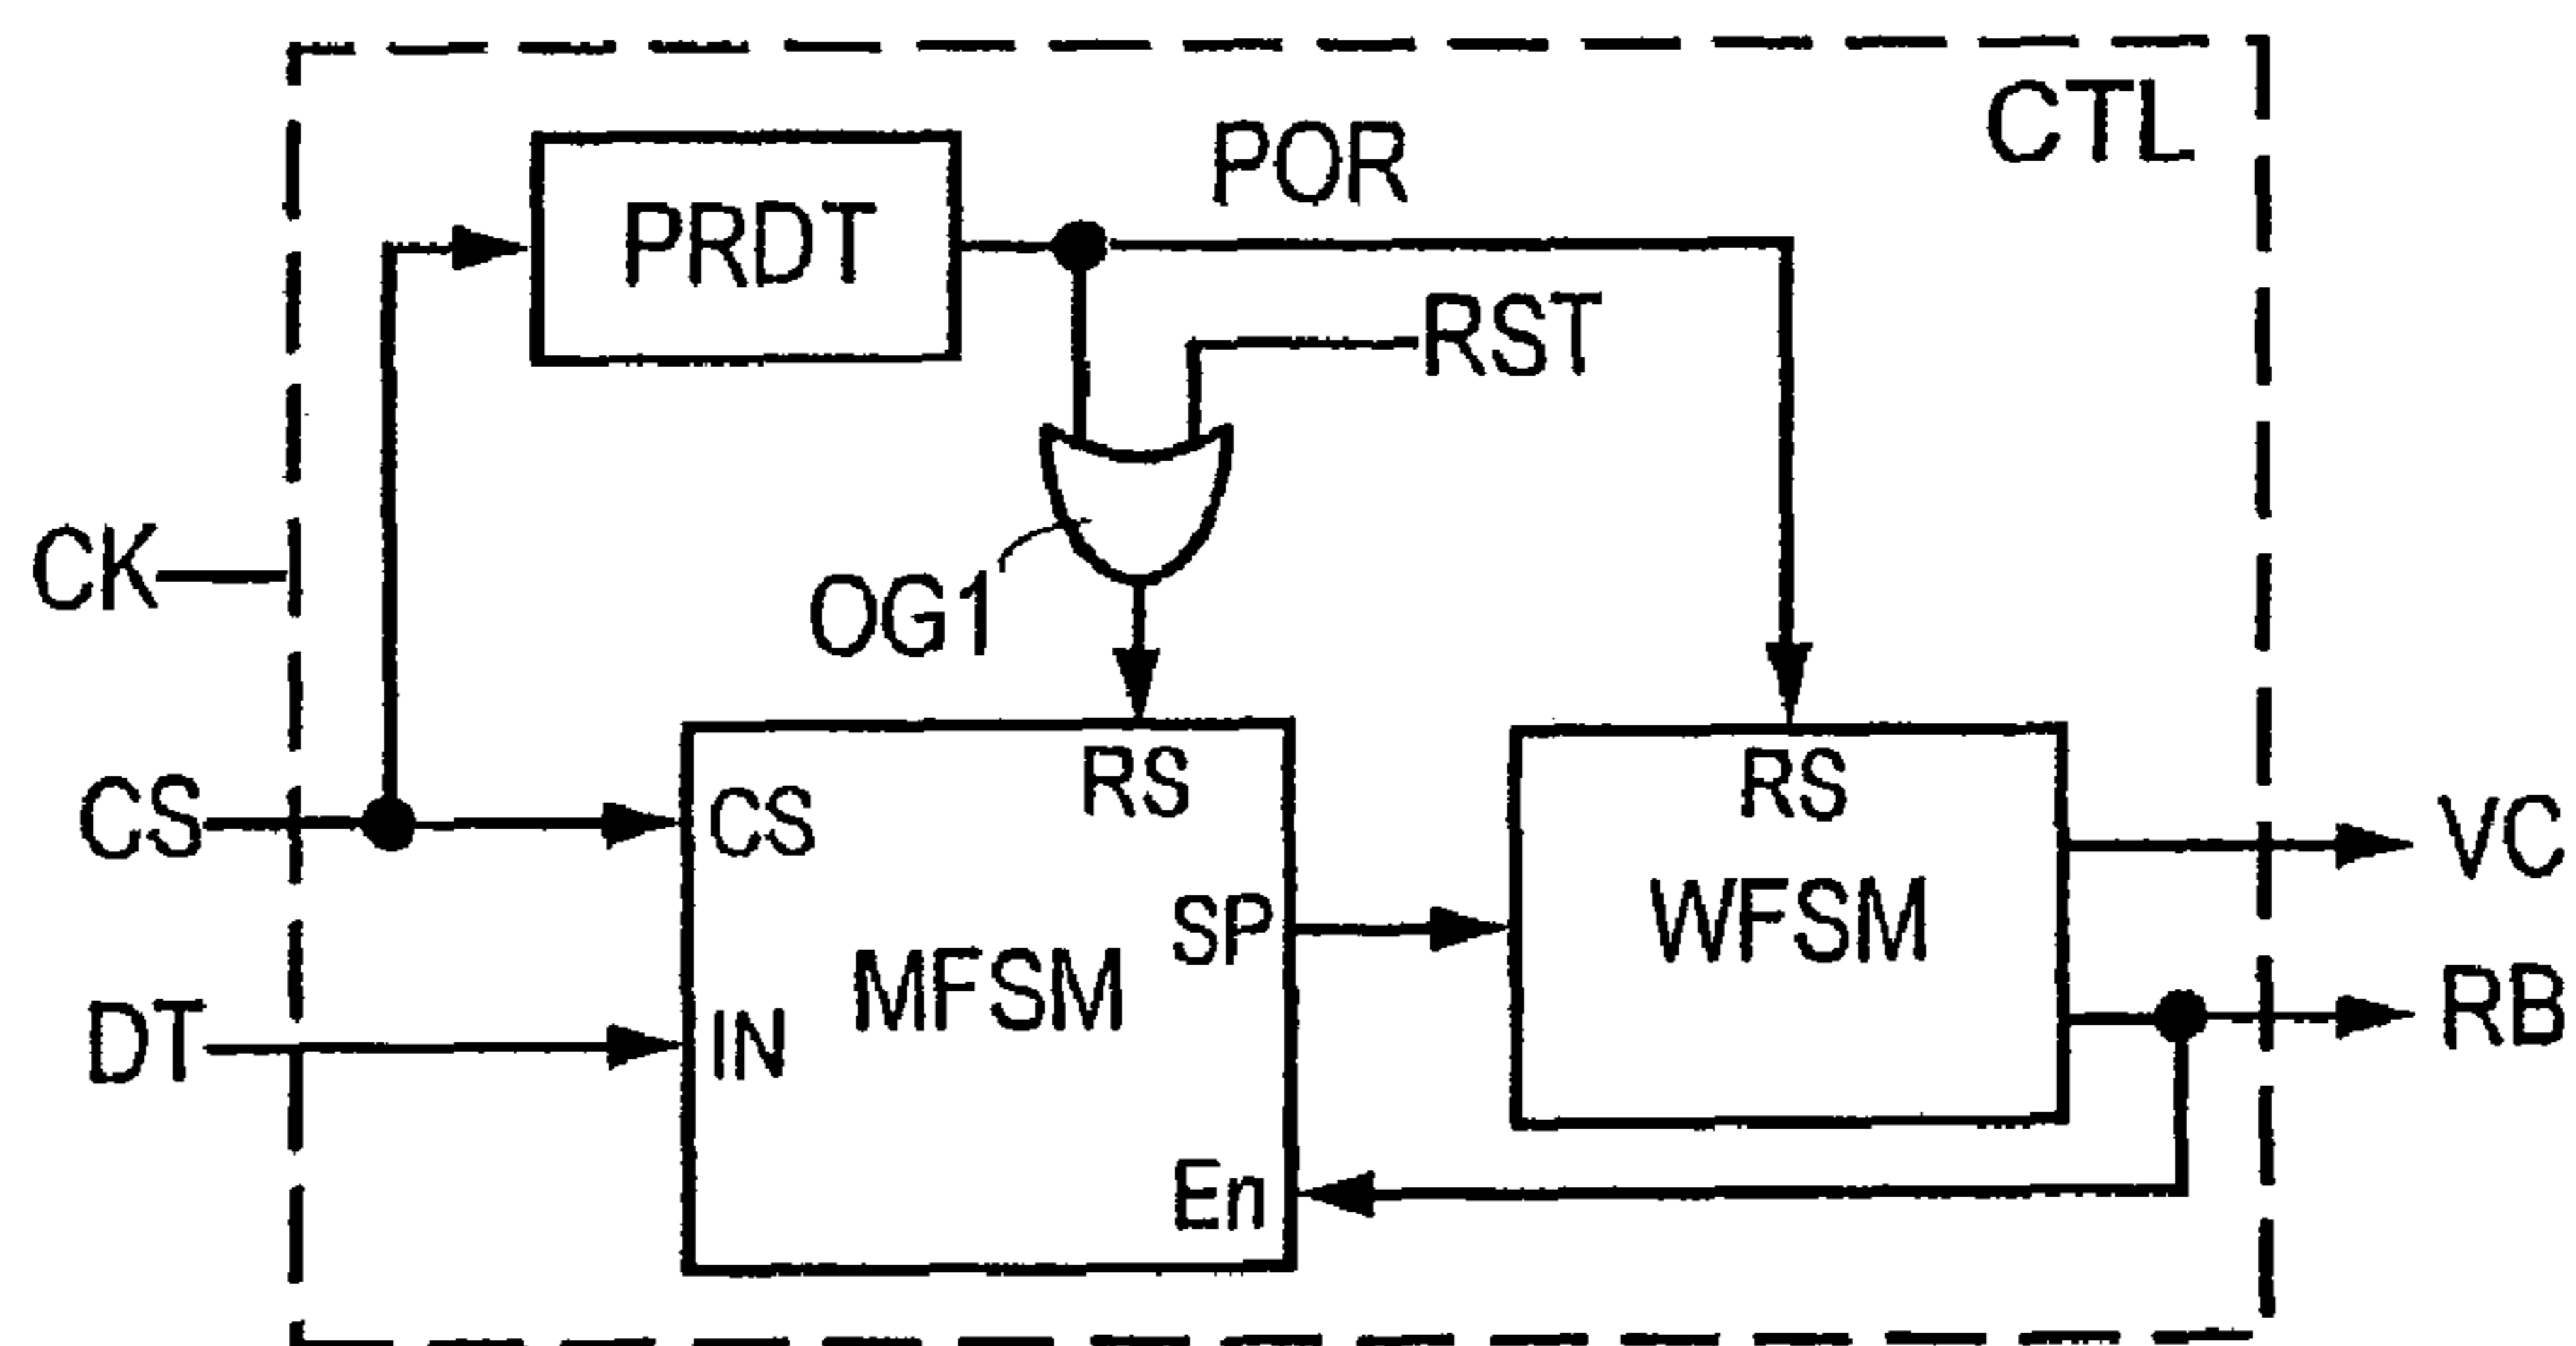 CTL
POR
PRDT
RST
CK
OG1
CS
CS
RS
RS
VC
SP
WFSM
MFSM
DT
IN
RB
En